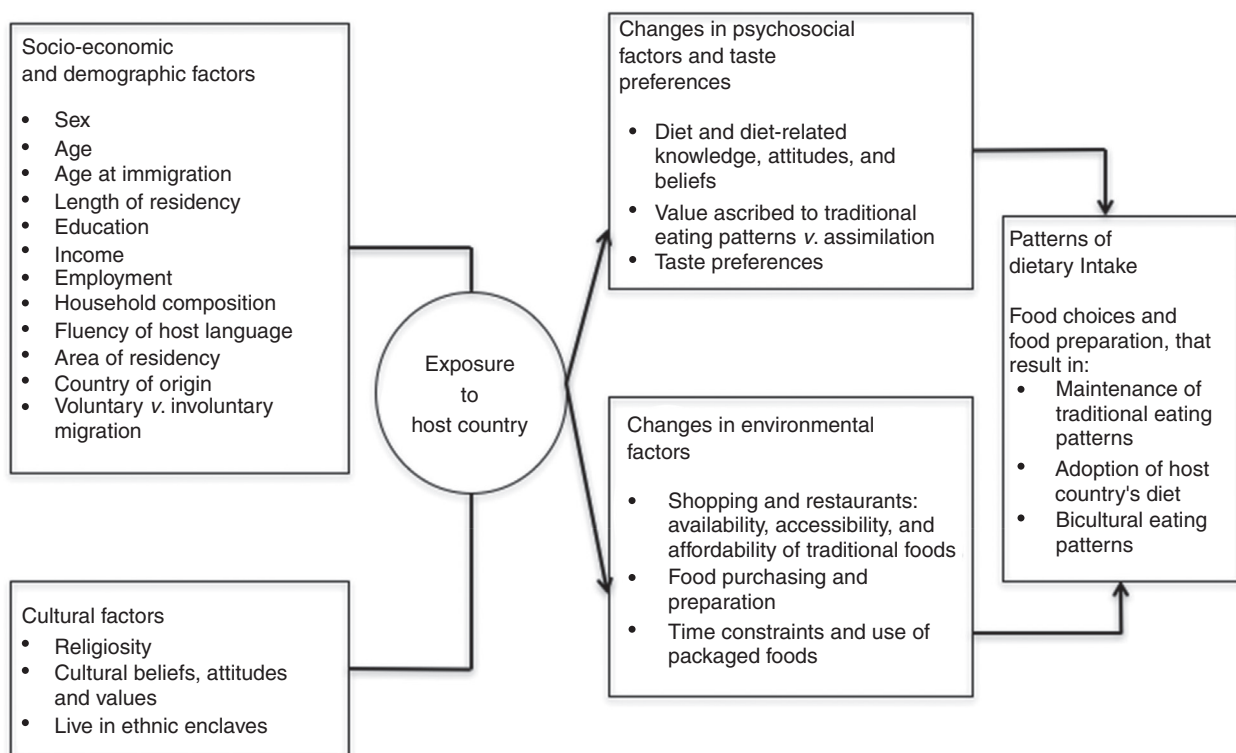 Socio-economic
and demographic factors
• Sex
• Age
• Age at immigration
• Length of residency
• Education
• Income
• Employment
• Household composition
• Fluency of host language
• Area of residency
• Country of origin
• Voluntary v. involuntary
migration
Cultural factors
• Religiosity
• Cultural beliefs, attitudes
and values
• Live in ethnic enclaves
Exposure
to
host country
Changes in psychosocial
factors and taste
preferences
• Diet and diet-related
knowledge, attitudes, and
beliefs
• Value ascribed to traditional
eating patterns v. assimilation
• Taste preferences
Changes in environmental
factors
• Shopping and restaurants:
availability, accessibility, and
affordability of traditional foods
• Food purchasing and
preparation
• Time constraints and use of
packaged foods
Patterns of
dietary Intake
Food choices and
food preparation, that
result in:
• Maintenance of
traditional eating
patterns
• Adoption of host
country's diet
• Bicultural eating
patterns